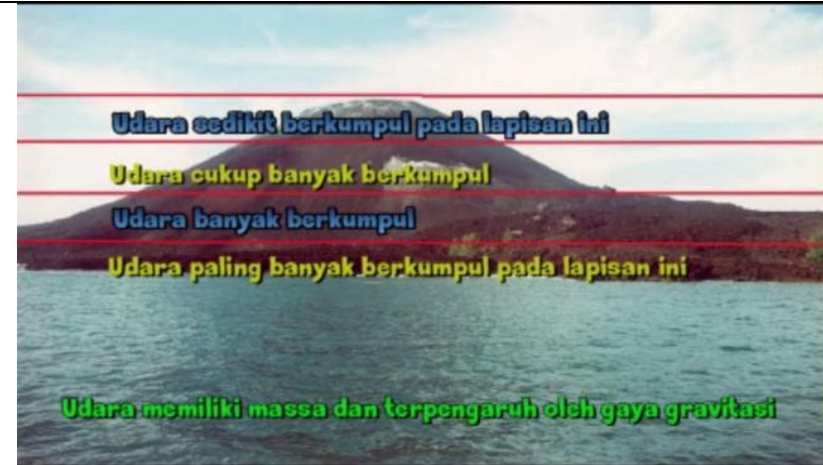 Udara sedikit berkumpul pada lapisan ini
Udara cukup banyak berkumpul
Udara banyak berkumpul
Udara paling banyak berkumpul pada lapisan ini
Udara memiliki massa dan terpengaruh oleh gaya gravitasi